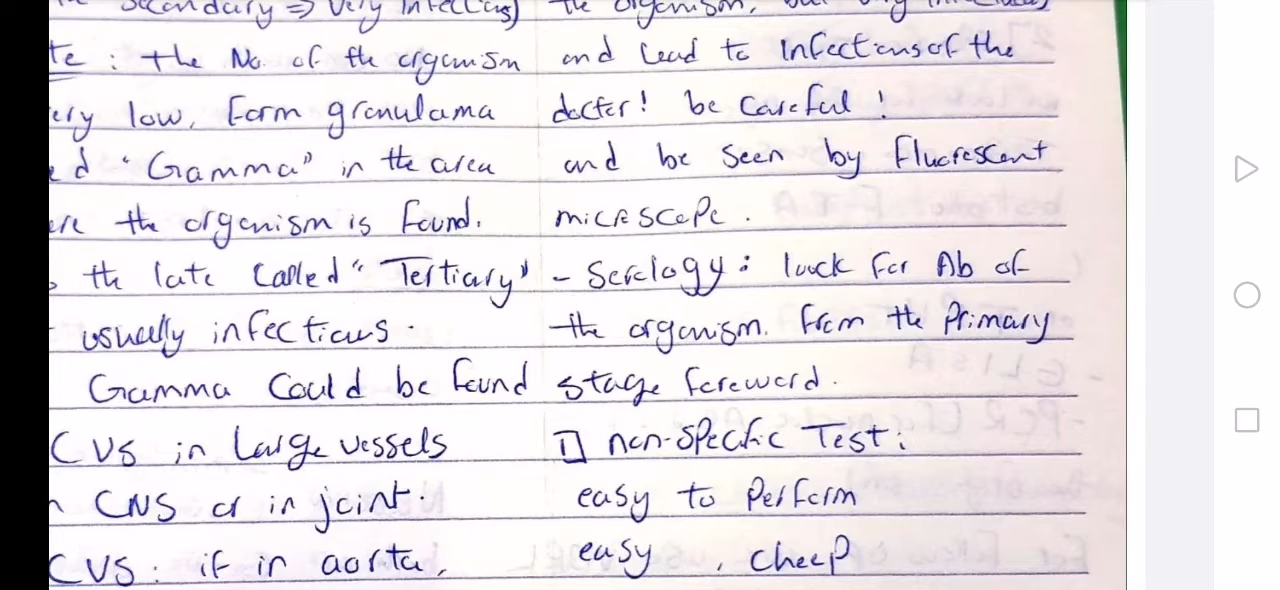 secondary => very infectious)
te : the No. of the organism
ery low, form granulama
ed "Gamma" in the area
ere the organism is found.
the late called "Tertiary"
usually infectious.
Gamma Could be found
CVS in Large vessels
CNS or in joint.
CVS : if in aorta,
the organism,
and lead to infections of the
doctor! be careful !
and be seen by fluorescent
microscope .
- Serology : look for Ab of
the organism. from the Primary
stage foreword.
1] non-specific Test :
easy to Perform
easy , cheep